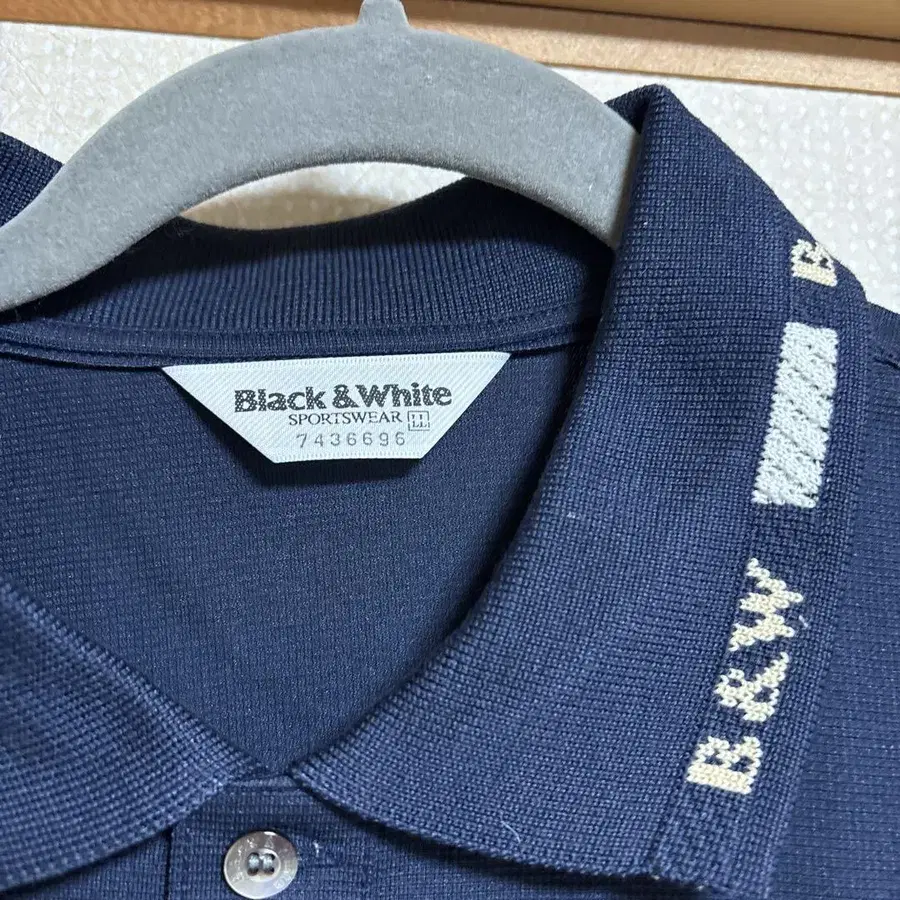 Black & White
SPORTSWEAR LL
7436696
B
B & W